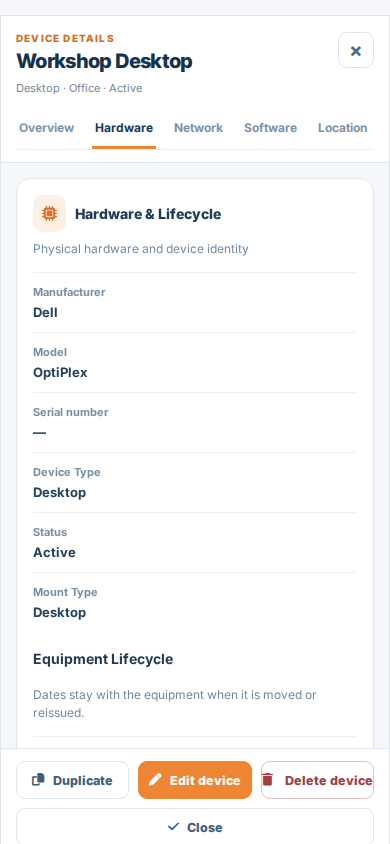 DEVICE DETAILS
Workshop Desktop
Desktop · Office · Active
Overview Hardware Network Software Location
Hardware & Lifecycle
Physical hardware and device identity
Manufacturer
Dell
Model
OptiPlex
Serial number
—
Device Type
Desktop
Status
Active
Mount Type
Desktop
Equipment Lifecycle
Dates stay with the equipment when it is moved or
reissued.
Duplicate Edit device Delete device
Close